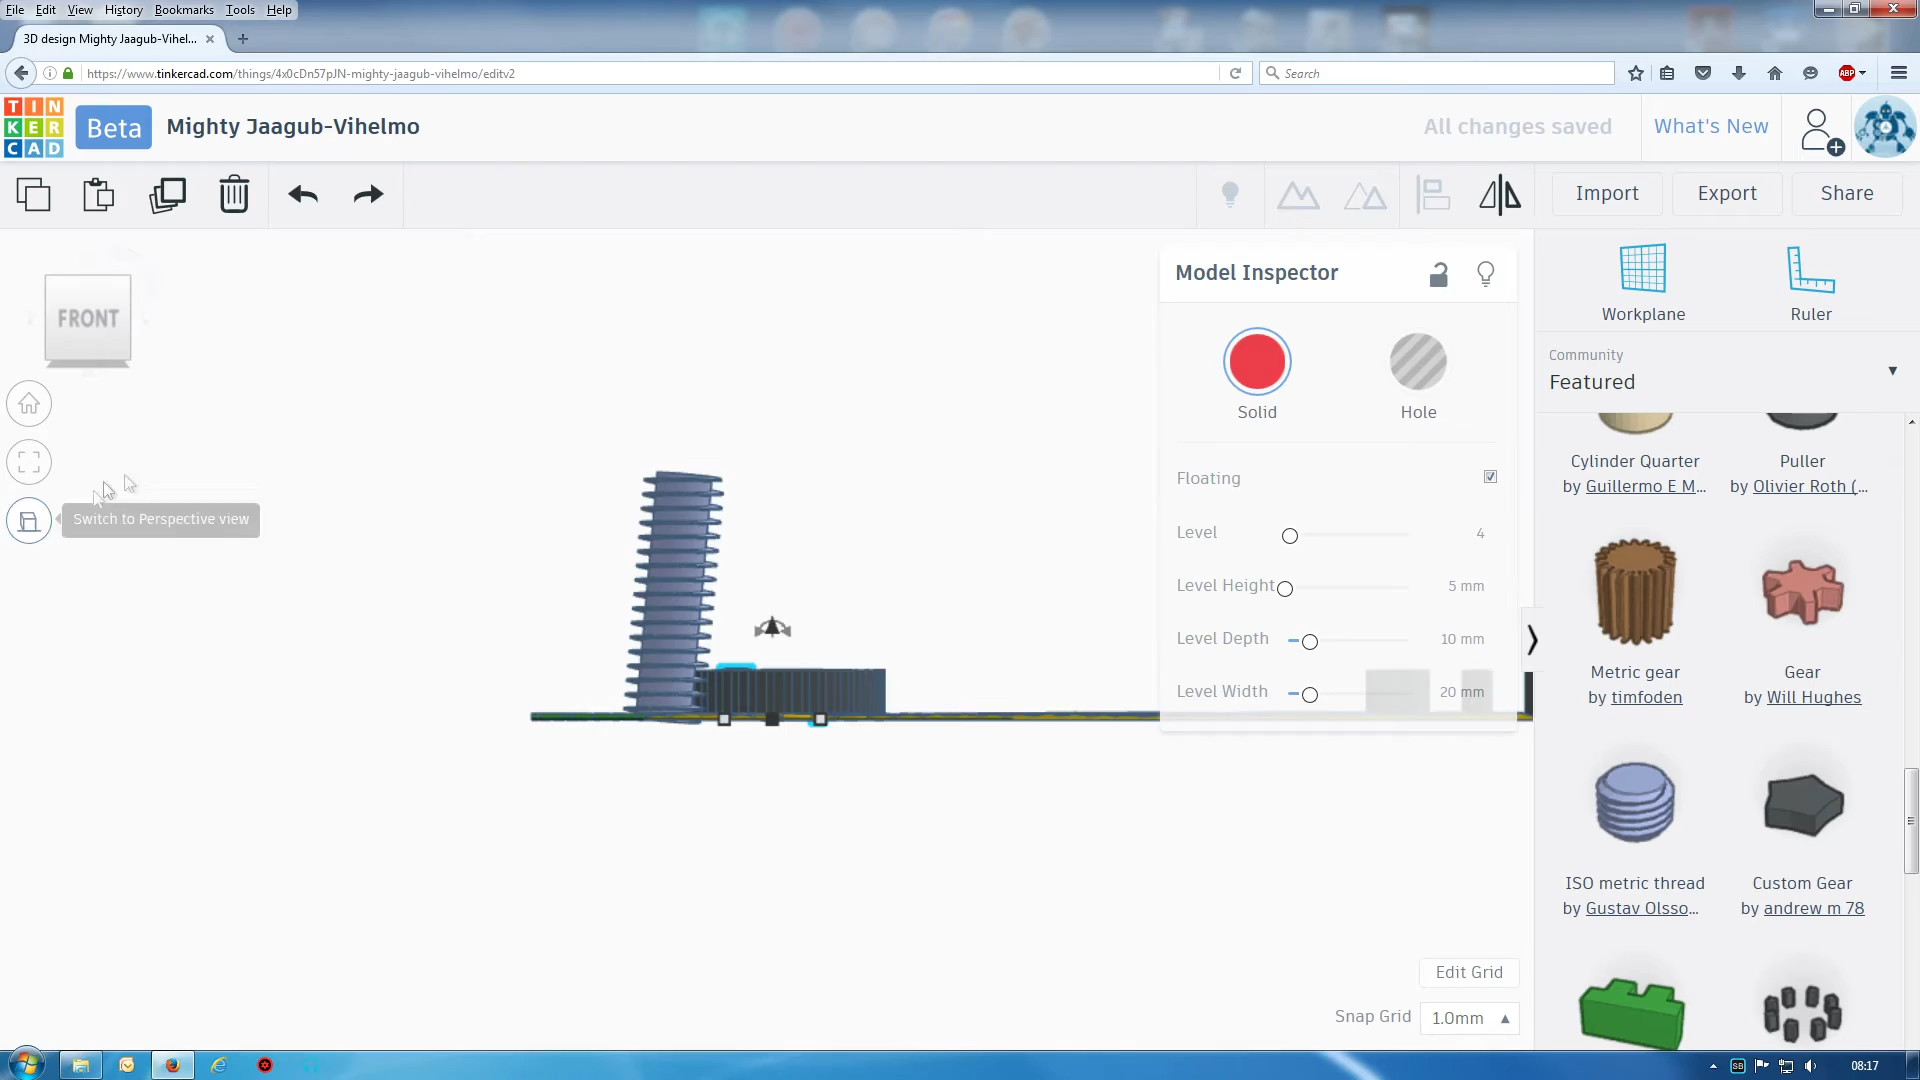 File Edit View History Bookmarks Tools Help
3D design Mighty Jaagub-Vihel...
https://www.tinkercad.com/things/4x0cDn57pJN-mighty-jaagub-vihelmo/editv2
Search
ABP
TIN
KER
CAD
Beta
Mighty Jaagub-Vihelmo
All changes saved
What's New
Import
Export
Share
FRONT
Switch to Perspective view
Model Inspector
Solid
Hole
Floating
Level 4
Level Height 5 mm
Level Depth 10 mm
Level Width 20 mm
Workplane
Ruler
Community
Featured
Cylinder Quarter
by Guillermo E M...
Puller
by Olivier Roth (...
Metric gear
by timfoden
Gear
by Will Hughes
ISO metric thread
by Gustav Olsso...
Custom Gear
by andrew m 78
Edit Grid
Snap Grid 1.0mm
SB
08:17